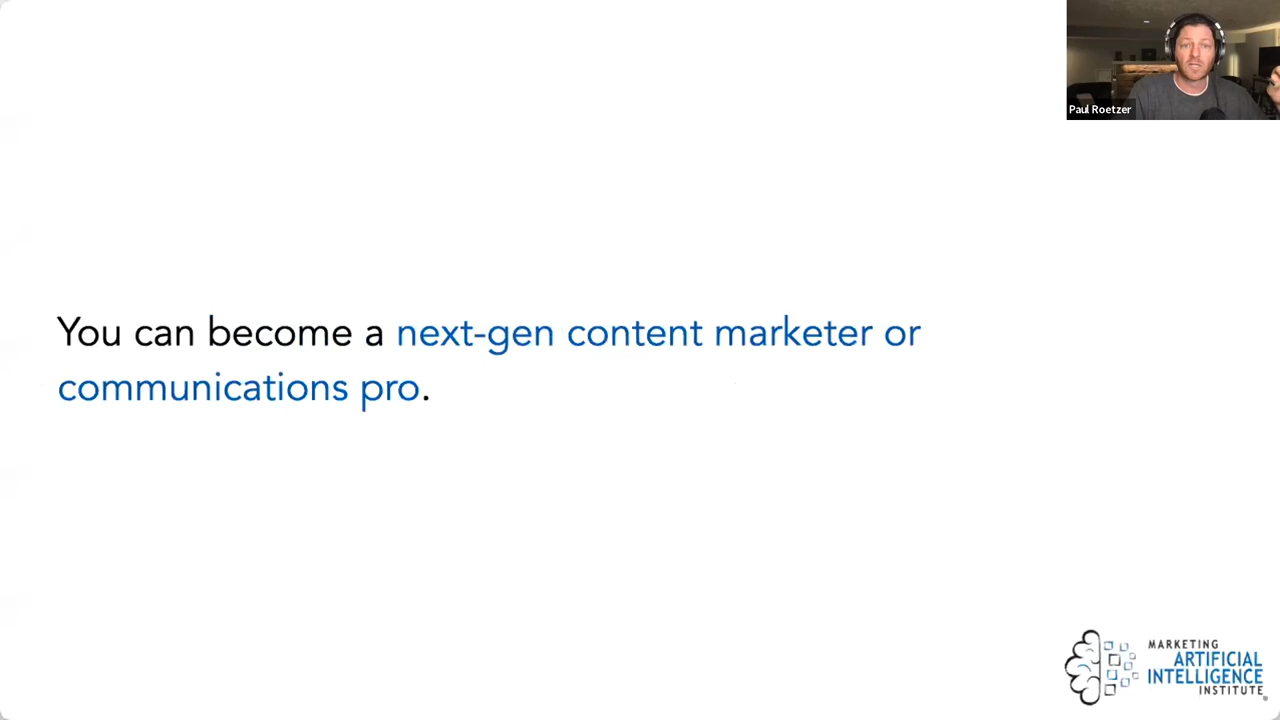 Paul Roetzer
You can become a next-gen content marketer or
communications pro.
MARKETING
ARTIFICIAL
INTELLIGENCE
INSTITUTE